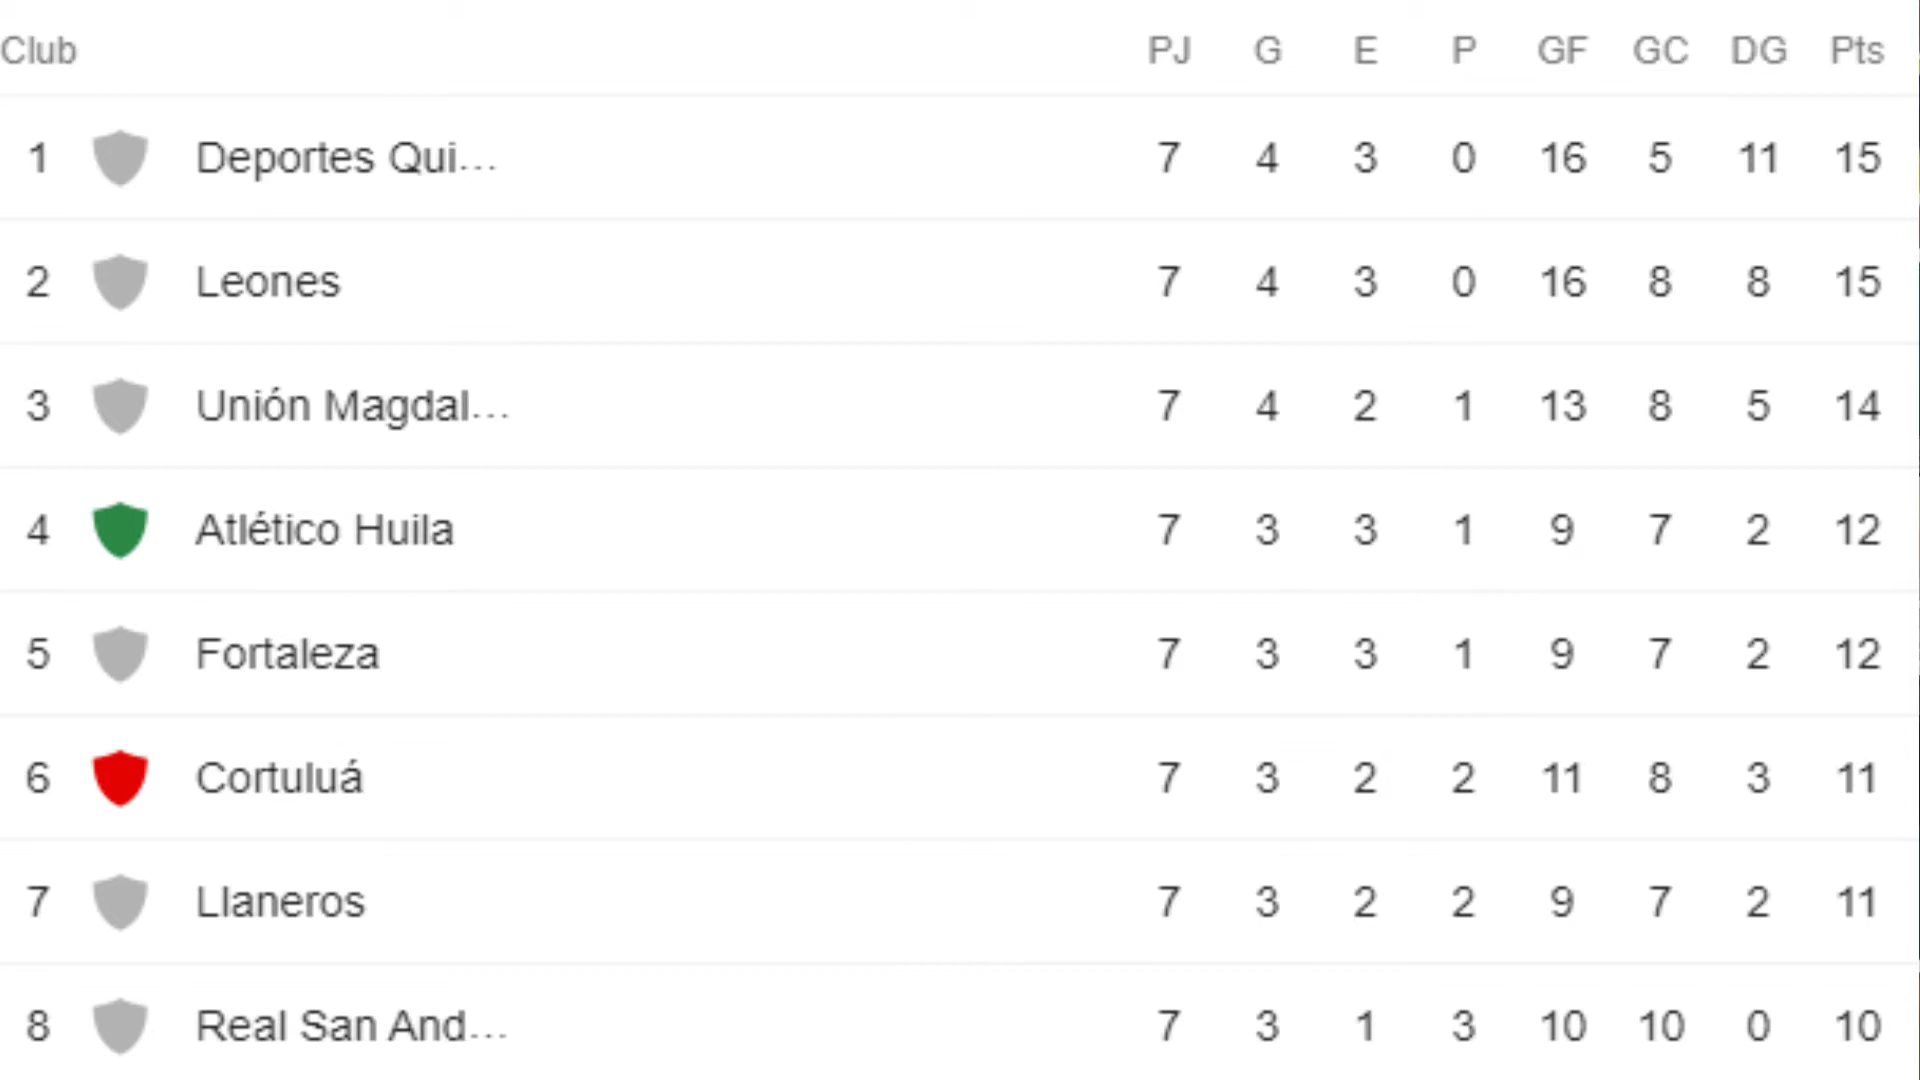 Club PJ G E P GF GC DG Pts
1 Deportes Qui... 7 4 3 0 16 5 11 15
2 Leones 7 4 3 0 16 8 8 15
3 Unión Magdal... 7 4 2 1 13 8 5 14
4 Atlético Huila 7 3 3 1 9 7 2 12
5 Fortaleza 7 3 3 1 9 7 2 12
6 Cortuluá 7 3 2 2 11 8 3 11
7 Llaneros 7 3 2 2 9 7 2 11
8 Real San And... 7 3 1 3 10 10 0 10